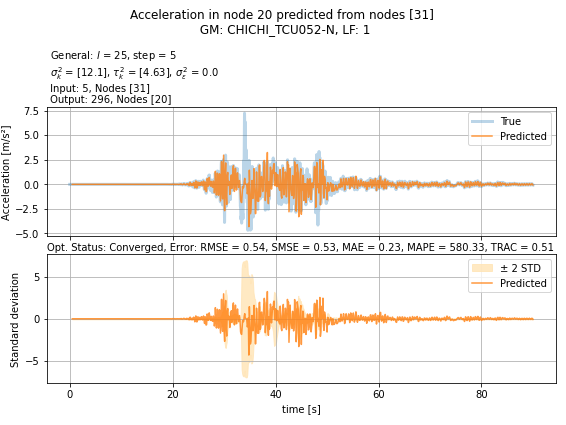 Acceleration in node 20 predicted from nodes [31]
GM: CHICHI_TCU052-N, LF: 1
General: l = 25, step = 5
σ²ₖ = [12.1], τ²ₖ = [4.63], σ²ε = 0.0
Input: 5, Nodes [31]
Output: 296, Nodes [20]
Acceleration [m/s²]
7.5
5.0
2.5
0.0
−2.5
−5.0
True
Predicted
Opt. Status: Converged, Error: RMSE = 0.54, SMSE = 0.53, MAE = 0.23, MAPE = 580.33, TRAC = 0.51
Standard deviation
5
0
−5
± 2 STD
Predicted
0 20 40 60 80
time [s]